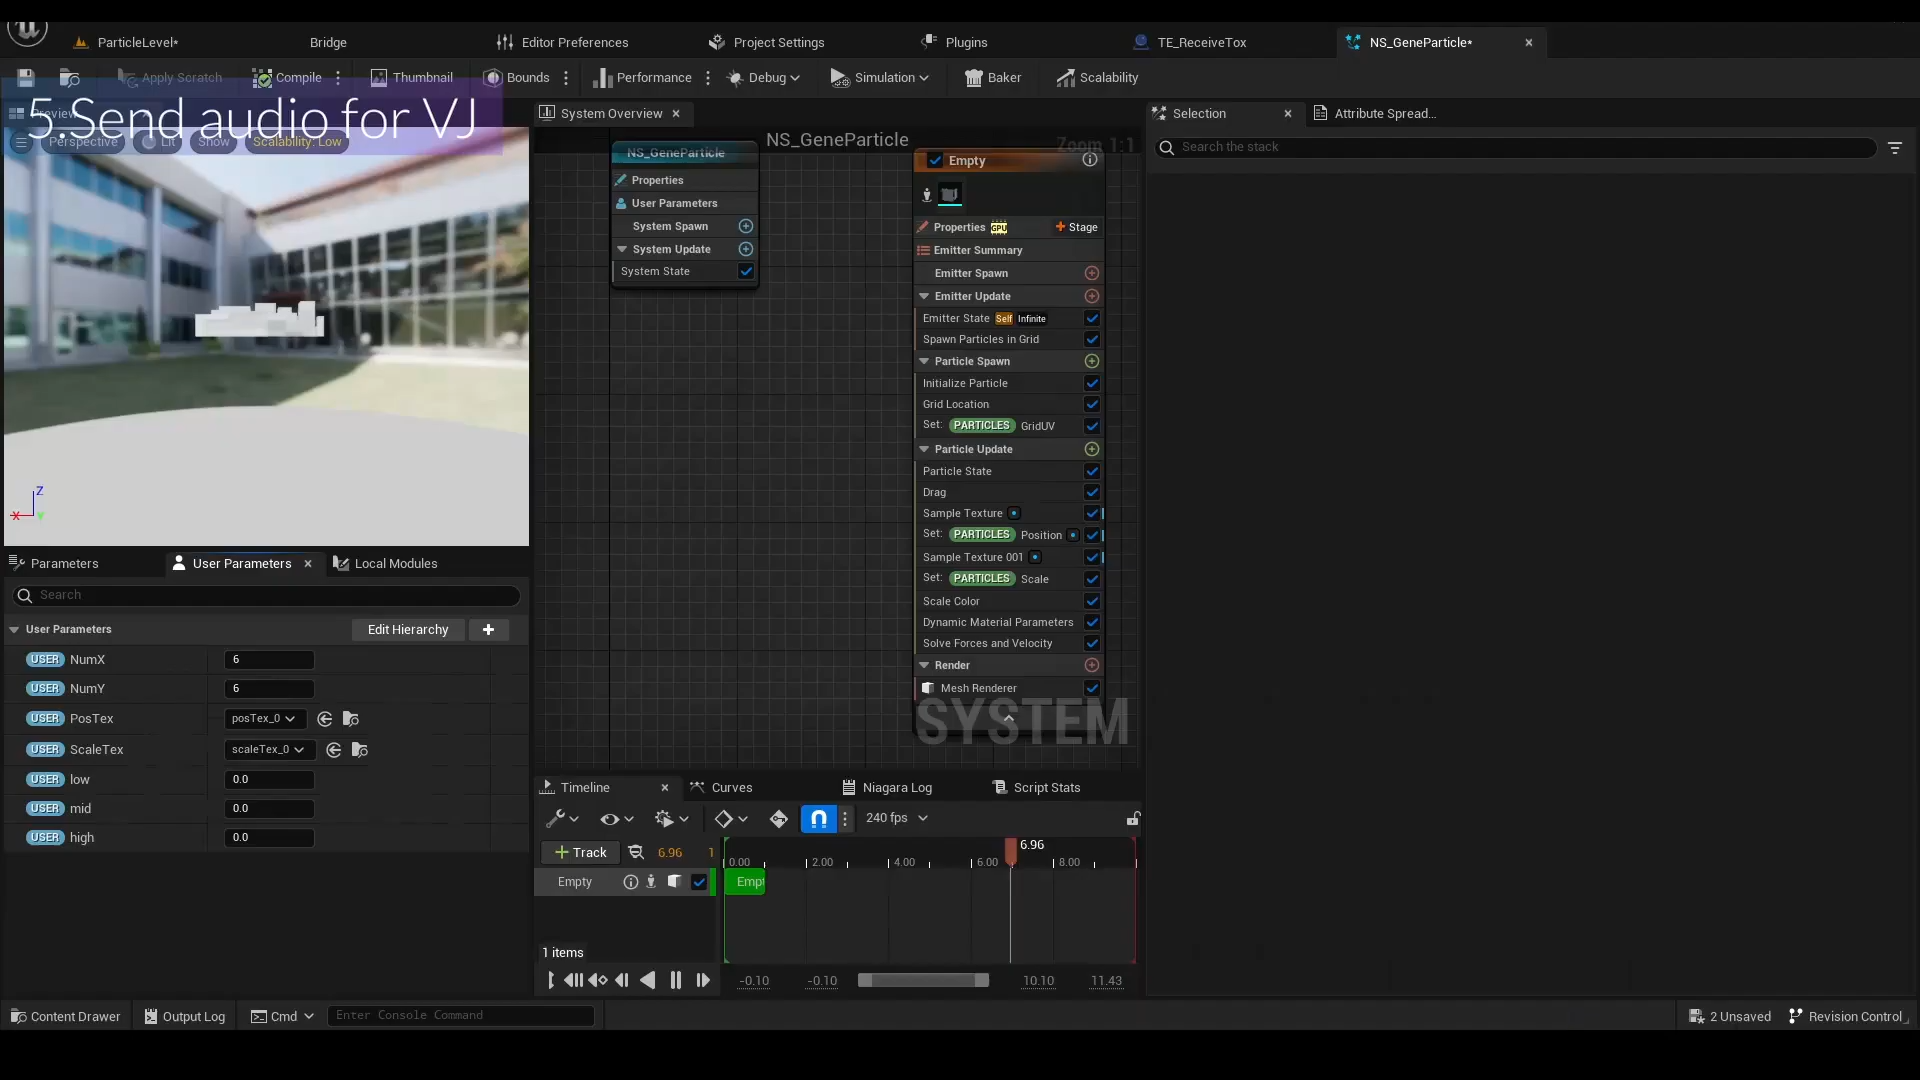 ParticleLevel*
Bridge
Editor Preferences
Project Settings
Plugins
TE_ReceiveTox
NS_GeneParticle*
Apply Scratch
Compile
Thumbnail
Bounds
Performance
Debug
Simulation
Baker
Scalability
5.Send audio for VJ
Preview
Perspective
Lit
Show
Scalability: Low
Z
X
Y
System Overview
NS_GeneParticle
Zoom 1:1
NS_GeneParticle
Properties
User Parameters
System Spawn
System Update
System State
Empty
Properties GPU
Stage
Emitter Summary
Emitter Spawn
Emitter Update
Emitter State Self Infinite
Spawn Particles in Grid
Particle Spawn
Initialize Particle
Grid Location
Set: PARTICLES GridUV
Particle Update
Particle State
Drag
Sample Texture
Set: PARTICLES Position
Sample Texture 001
Set: PARTICLES Scale
Scale Color
Dynamic Material Parameters
Solve Forces and Velocity
Render
Mesh Renderer
SYSTEM
Selection
Attribute Spread...
Search the stack
Parameters
User Parameters
Local Modules
Search
User Parameters
Edit Hierarchy
USER NumX 6
USER NumY 6
USER PosTex posTex_0
USER ScaleTex scaleTex_0
USER low 0.0
USER mid 0.0
USER high 0.0
Timeline
Curves
Niagara Log
Script Stats
240 fps
+ Track
6.96
1
6.96
0.00
2.00
4.00
6.00
8.00
Empty
Empt
1 items
-0.10
-0.10
10.10
11.43
Content Drawer
Output Log
Cmd
Enter Console Command
2 Unsaved
Revision Control